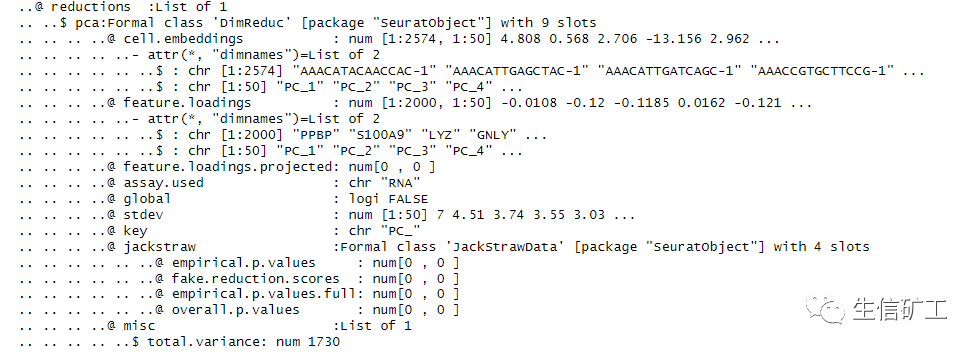 ..@ reductions  :List of 1
.. ..$ pca:Formal class 'DimReduc' [package "SeuratObject"] with 9 slots
.. .. .. .. ..@ cell.embeddings           : num [1:2574, 1:50] 4.808 0.568 2.706 -13.156 2.962 ...
.. .. .. .. .. ..- attr(*, "dimnames")=List of 2
.. .. .. .. .. .. ..$ : chr [1:2574] "AAACATACAACCAC-1" "AAACATTGAGCTAC-1" "AAACATTGATCAGC-1" "AAACCGTGCTTCCG-1" ...
.. .. .. .. .. .. ..$ : chr [1:50] "PC_1" "PC_2" "PC_3" "PC_4" ...
.. .. .. .. ..@ feature.loadings          : num [1:2000, 1:50] -0.0108 -0.12 -0.1185 0.0162 -0.121 ...
.. .. .. .. .. ..- attr(*, "dimnames")=List of 2
.. .. .. .. .. .. ..$ : chr [1:2000] "PPBP" "S100A9" "LYZ" "GNLY" ...
.. .. .. .. .. .. ..$ : chr [1:50] "PC_1" "PC_2" "PC_3" "PC_4" ...
.. .. .. .. ..@ feature.loadings.projected: num[0 , 0 ]
.. .. .. .. ..@ assay.used                : chr "RNA"
.. .. .. .. ..@ global                    : logi FALSE
.. .. .. .. ..@ stdev                     : num [1:50] 7 4.51 3.74 3.55 3.03 ...
.. .. .. .. ..@ key                       : chr "PC_"
.. .. .. .. ..@ jackstraw                 :Formal class 'JackStrawData' [package "SeuratObject"] with 4 slots
.. .. .. .. .. .. ..@ empirical.p.values     : num[0 , 0 ]
.. .. .. .. .. .. ..@ fake.reduction.scores  : num[0 , 0 ]
.. .. .. .. .. .. ..@ empirical.p.values.full: num[0 , 0 ]
.. .. .. .. .. .. ..@ overall.p.values       : num[0 , 0 ]
.. .. .. .. ..@ misc                      :List of 1
.. .. .. .. .. ..$ total.variance: num 1730
生信矿工